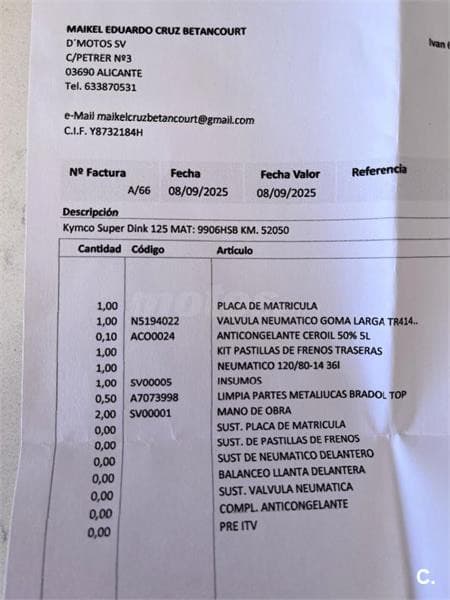 MAIKEL EDUARDO CRUZ BETANCOURT
D´MOTOS SV
C/PETRER Nº3
03690 ALICANTE
Tel. 633870531
Ivan
e-Mail maikelcruzbetancourt@gmail.com
C.I.F. Y8732184H
Nº Factura Fecha Fecha Valor Referencia
A/66 08/09/2025 08/09/2025
Descripción
Kymco Super Dink 125 MAT: 9906HSB KM. 52050
Cantidad Código Artículo
motos
1,00 PLACA DE MATRICULA
1,00 N5194022 VALVULA NEUMATICO GOMA LARGA TR414..
0,10 ACO0024 ANTICONGELANTE CEROIL 50% 5L
1,00 KIT PASTILLAS DE FRENOS TRASERAS
1,00 NEUMATICO 120/80-14 36I
1,00 SV00005 INSUMOS
0,50 A7073998 LIMPIA PARTES METALIUCAS BRADOL TOP
2,00 SV00001 MANO DE OBRA
0,00 SUST. PLACA DE MATRICULA
0,00 SUST. DE PASTILLAS DE FRENOS
0,00 SUST DE NEUMATICO DELANTERO
0,00 BALANCEO LLANTA DELANTERA
0,00 SUST. VALVULA NEUMATICA
0,00 COMPL. ANTICONGELANTE
0,00 PRE ITV
C.